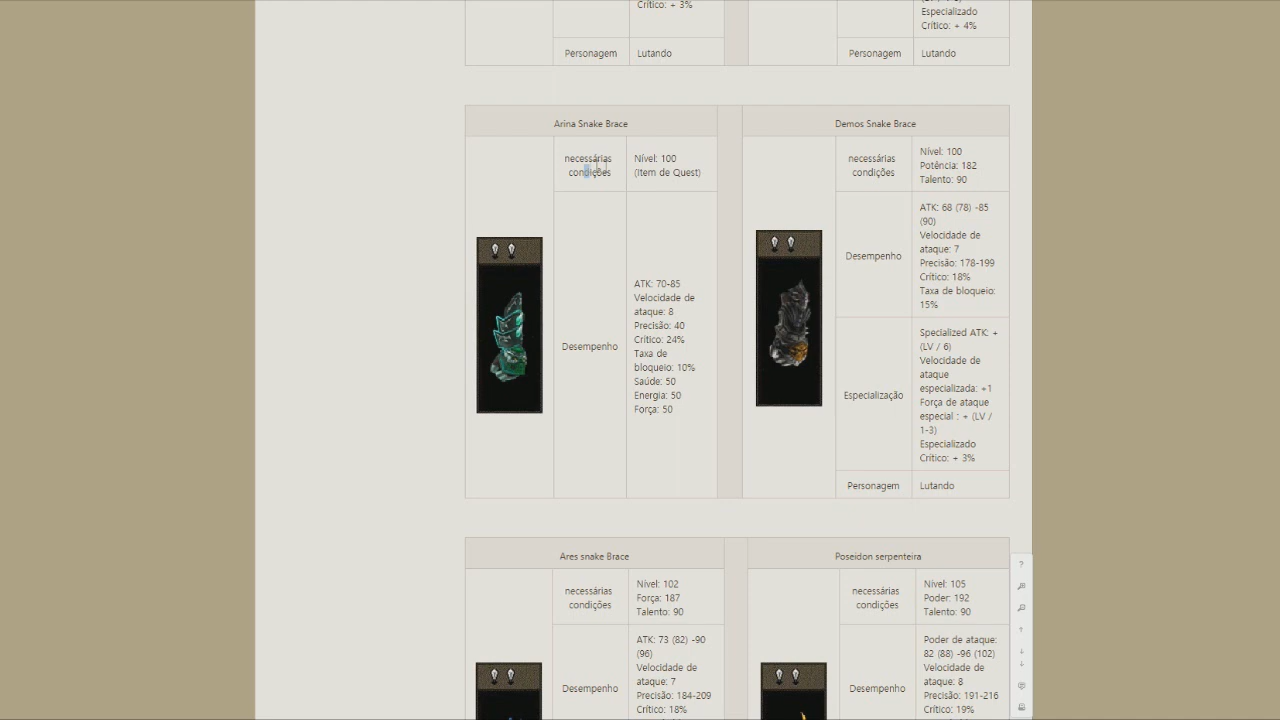 Crítico: + 3%
Especializado
Crítico: + 4%
Personagem
Lutando
Personagem
Lutando
Arina Snake Brace
necessárias
condições
Nível: 100
(Item de Quest)
Desempenho
ATK: 70-85
Velocidade de
ataque: 8
Precisão: 40
Crítico: 24%
Taxa de
bloqueio: 10%
Saúde: 50
Energia: 50
Força: 50
Demos Snake Brace
necessárias
condições
Nível: 100
Potência: 182
Talento: 90
Desempenho
ATK: 68 (78) -85
(90)
Velocidade de
ataque: 7
Precisão: 178-199
Crítico: 18%
Taxa de bloqueio:
15%
Especialização
Specialized ATK: +
(LV / 6)
Velocidade de
ataque
especializada: +1
Força de ataque
especial : + (LV /
1-3)
Especializado
Crítico: + 3%
Personagem
Lutando
Ares snake Brace
necessárias
condições
Nível: 102
Força: 187
Talento: 90
Desempenho
ATK: 73 (82) -90
(96)
Velocidade de
ataque: 7
Precisão: 184-209
Crítico: 18%
Poseidon serpenteira
necessárias
condições
Nível: 105
Poder: 192
Talento: 90
Desempenho
Poder de ataque:
82 (88) -96 (102)
Velocidade de
ataque: 8
Precisão: 191-216
Crítico: 19%